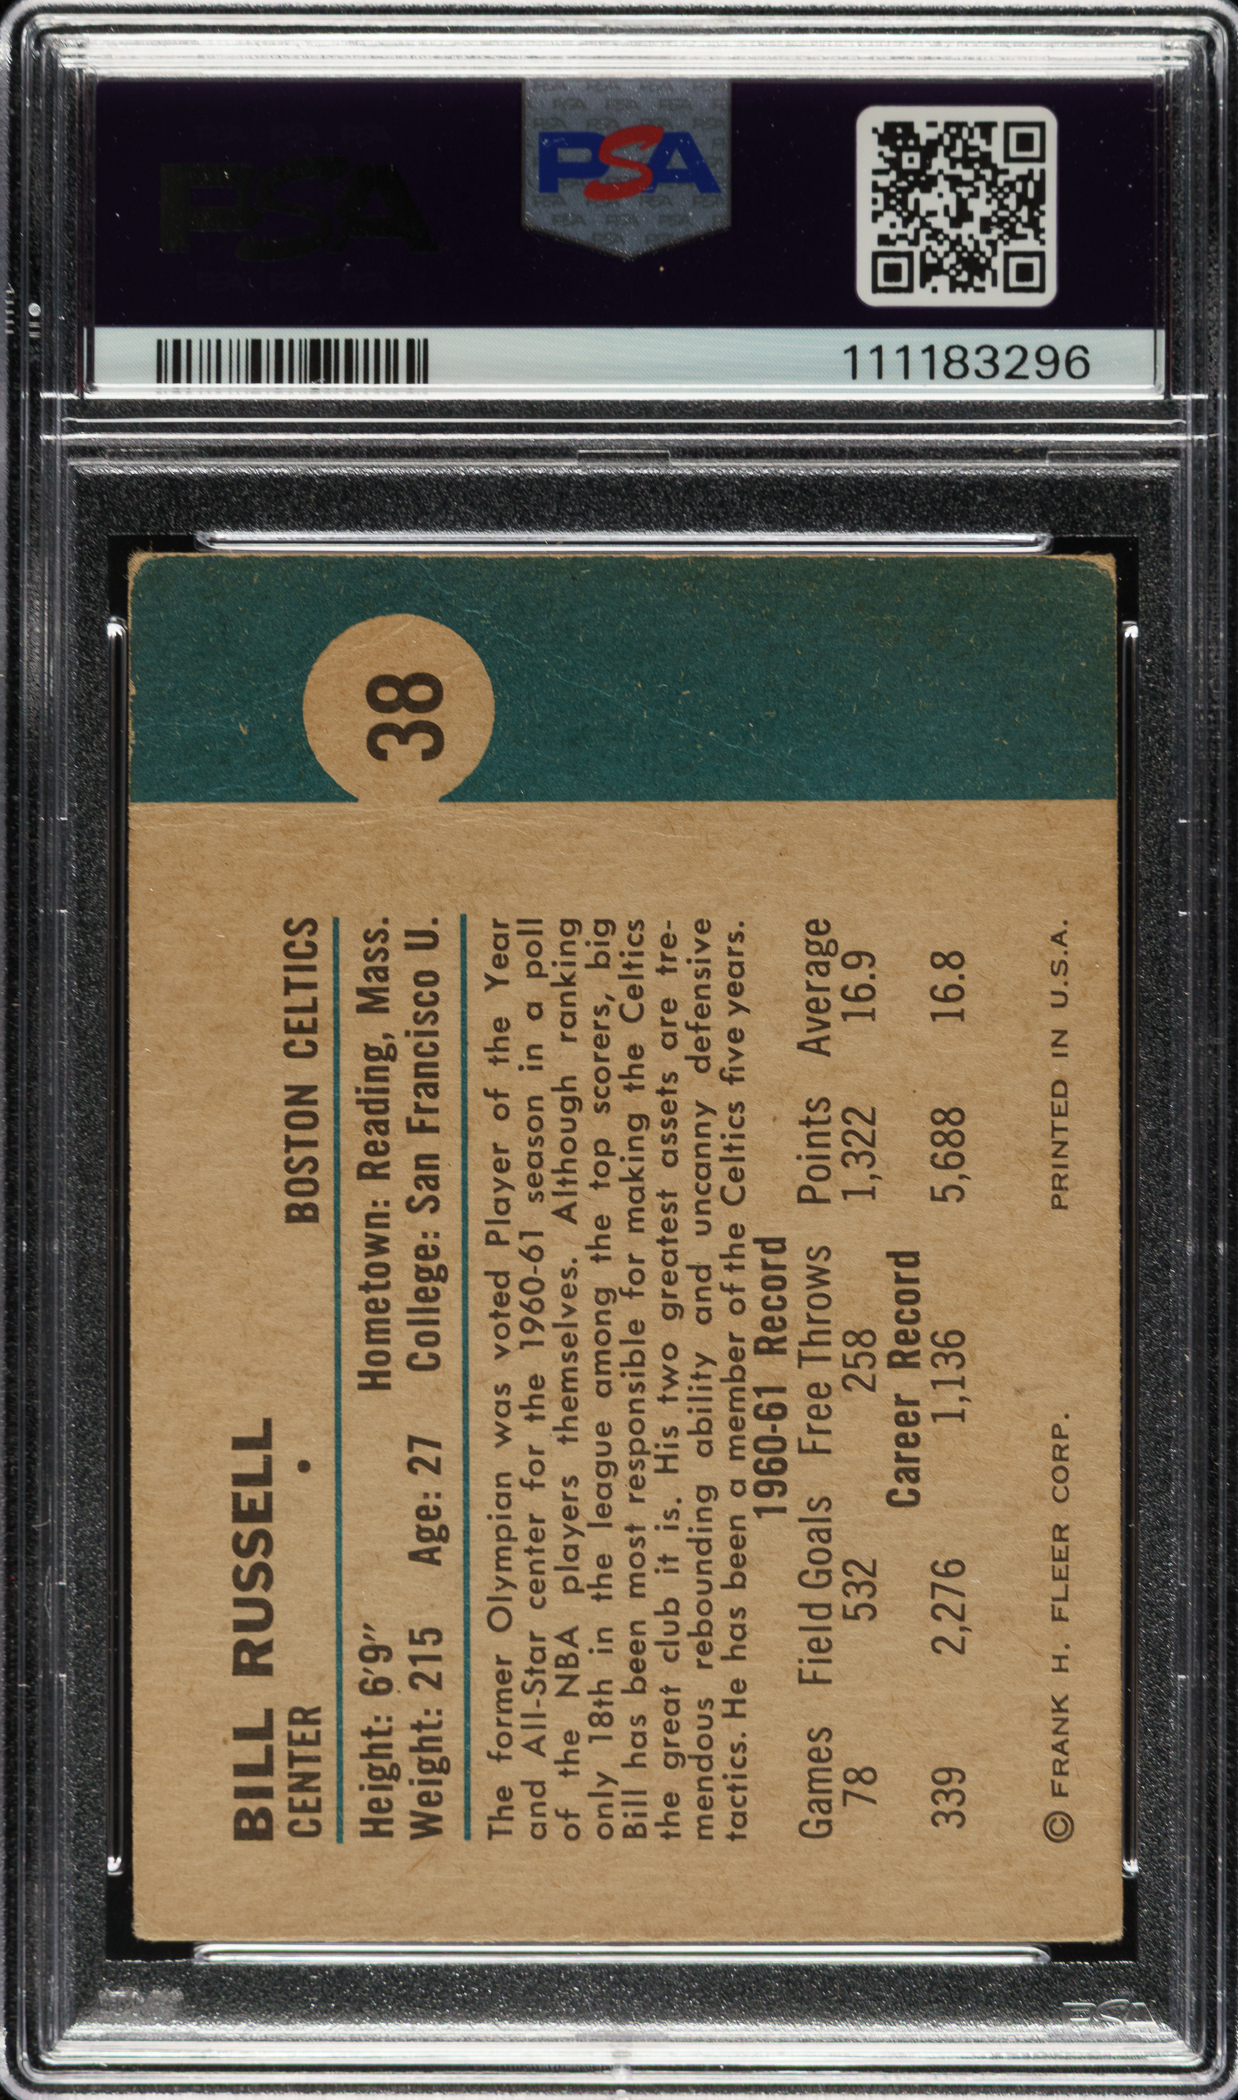 PSA
PSA
111183296
38
BILL RUSSELL
CENTER • BOSTON CELTICS
Height: 6'9" Hometown: Reading, Mass.
Weight: 215 Age: 27 College: San Francisco U.
The former Olympian was voted Player of the Year
and All-Star center for the 1960-61 season in a poll
of the NBA players themselves. Although ranking
only 18th in the league among the top scorers, big
Bill has been most responsible for making the Celtics
the great club it is. His two greatest assets are tre-
mendous rebounding ability and uncanny defensive
tactics. He has been a member of the Celtics five years.
1960-61 Record
Games Field Goals Free Throws Points Average
78 532 258 1,322 16.9
Career Record
339 2,276 1,136 5,688 16.8
© FRANK H. FLEER CORP. PRINTED IN U.S.A.
PSA